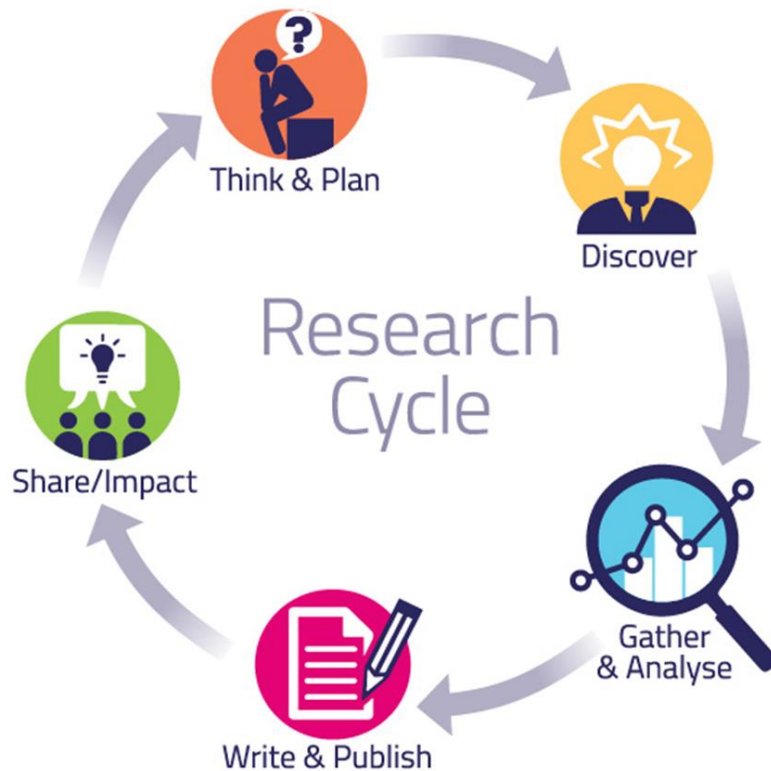 ?
Think & Plan
Discover
Research
Cycle
Share/Impact
Gather
& Analyse
Write & Publish